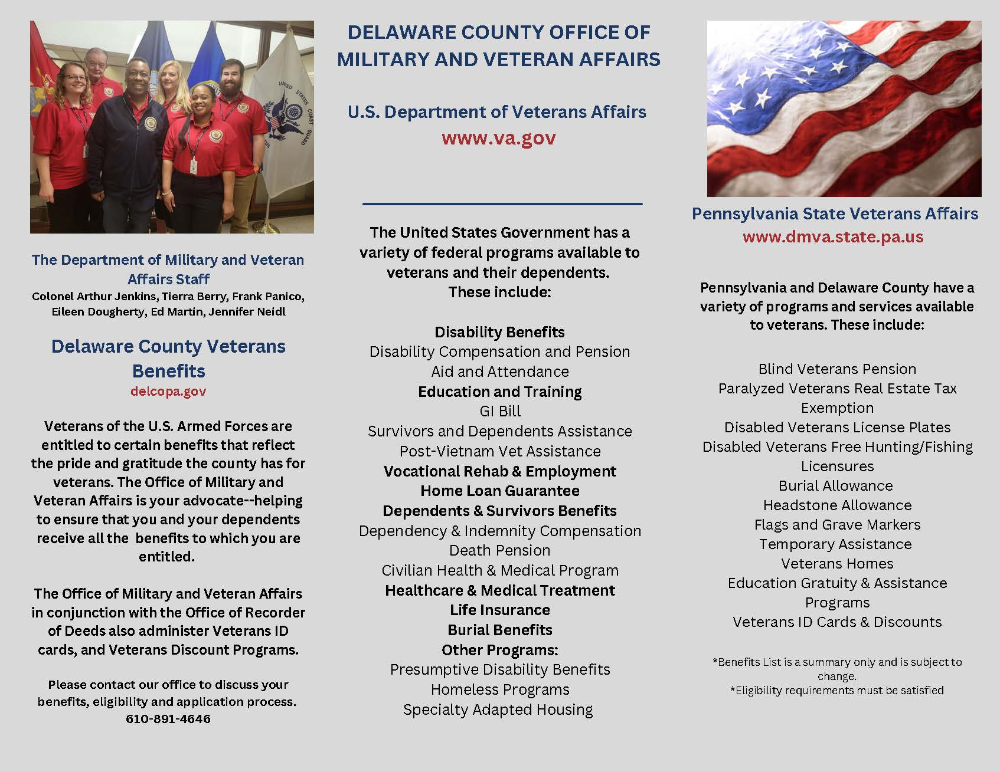 UNITED STATES COAST GUARD
The Department of Military and Veteran
Affairs Staff
Colonel Arthur Jenkins, Tierra Berry, Frank Panico,
Eileen Dougherty, Ed Martin, Jennifer Neidl
Delaware County Veterans
Benefits
delcopa.gov
Veterans of the U.S. Armed Forces are
entitled to certain benefits that reflect
the pride and gratitude the county has for
veterans. The Office of Military and
Veteran Affairs is your advocate--helping
to ensure that you and your dependents
receive all the benefits to which you are
entitled.
The Office of Military and Veteran Affairs
in conjunction with the Office of Recorder
of Deeds also administer Veterans ID
cards, and Veterans Discount Programs.
Please contact our office to discuss your
benefits, eligibility and application process.
610-891-4646
DELAWARE COUNTY OFFICE OF
MILITARY AND VETERAN AFFAIRS
U.S. Department of Veterans Affairs
www.va.gov
The United States Government has a
variety of federal programs available to
veterans and their dependents.
These include:
Disability Benefits
Disability Compensation and Pension
Aid and Attendance
Education and Training
GI Bill
Survivors and Dependents Assistance
Post-Vietnam Vet Assistance
Vocational Rehab & Employment
Home Loan Guarantee
Dependents & Survivors Benefits
Dependency & Indemnity Compensation
Death Pension
Civilian Health & Medical Program
Healthcare & Medical Treatment
Life Insurance
Burial Benefits
Other Programs:
Presumptive Disability Benefits
Homeless Programs
Specialty Adapted Housing
Pennsylvania State Veterans Affairs
www.dmva.state.pa.us
Pennsylvania and Delaware County have a
variety of programs and services available
to veterans. These include:
Blind Veterans Pension
Paralyzed Veterans Real Estate Tax
Exemption
Disabled Veterans License Plates
Disabled Veterans Free Hunting/Fishing
Licensures
Burial Allowance
Headstone Allowance
Flags and Grave Markers
Temporary Assistance
Veterans Homes
Education Gratuity & Assistance
Programs
Veterans ID Cards & Discounts
*Benefits List is a summary only and is subject to
change.
*Eligibility requirements must be satisfied